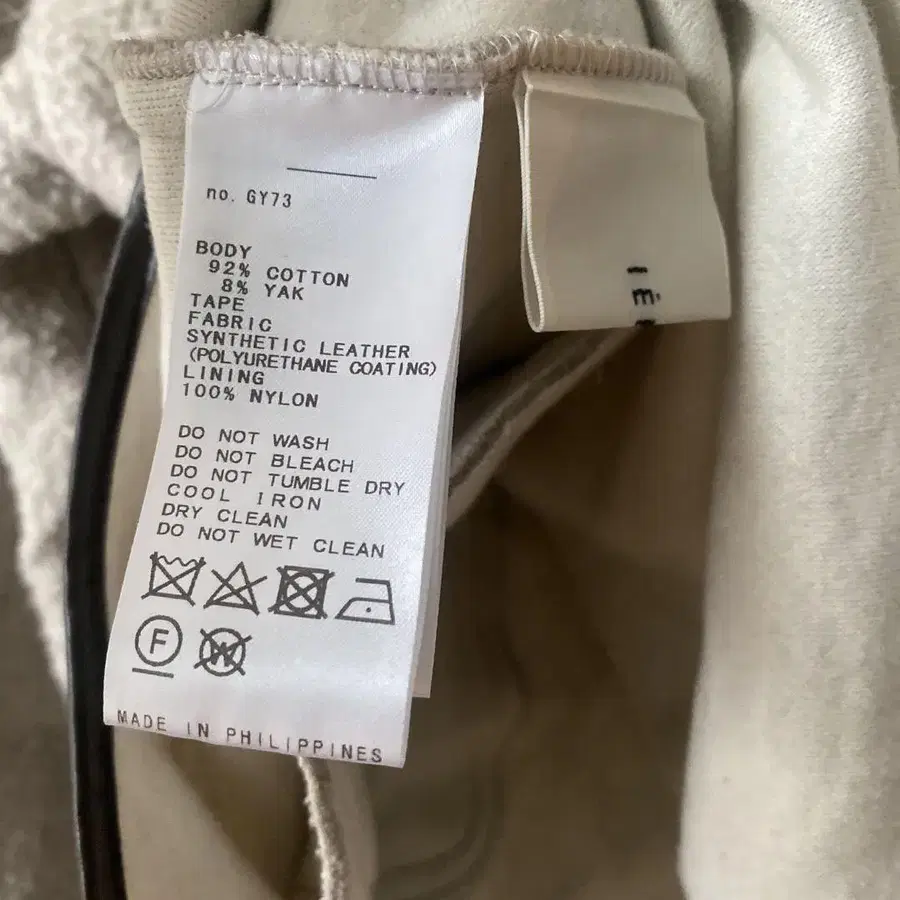 no. GY73
BODY
92% COTTON
8% YAK
TAPE
FABRIC
SYNTHETIC LEATHER
(POLYURETHANE COATING)
LINING
100% NYLON
DO NOT WASH
DO NOT BLEACH
DO NOT TUMBLE DRY
COOL IRON
DRY CLEAN
DO NOT WET CLEAN
F
W
MADE IN PHILIPPINES